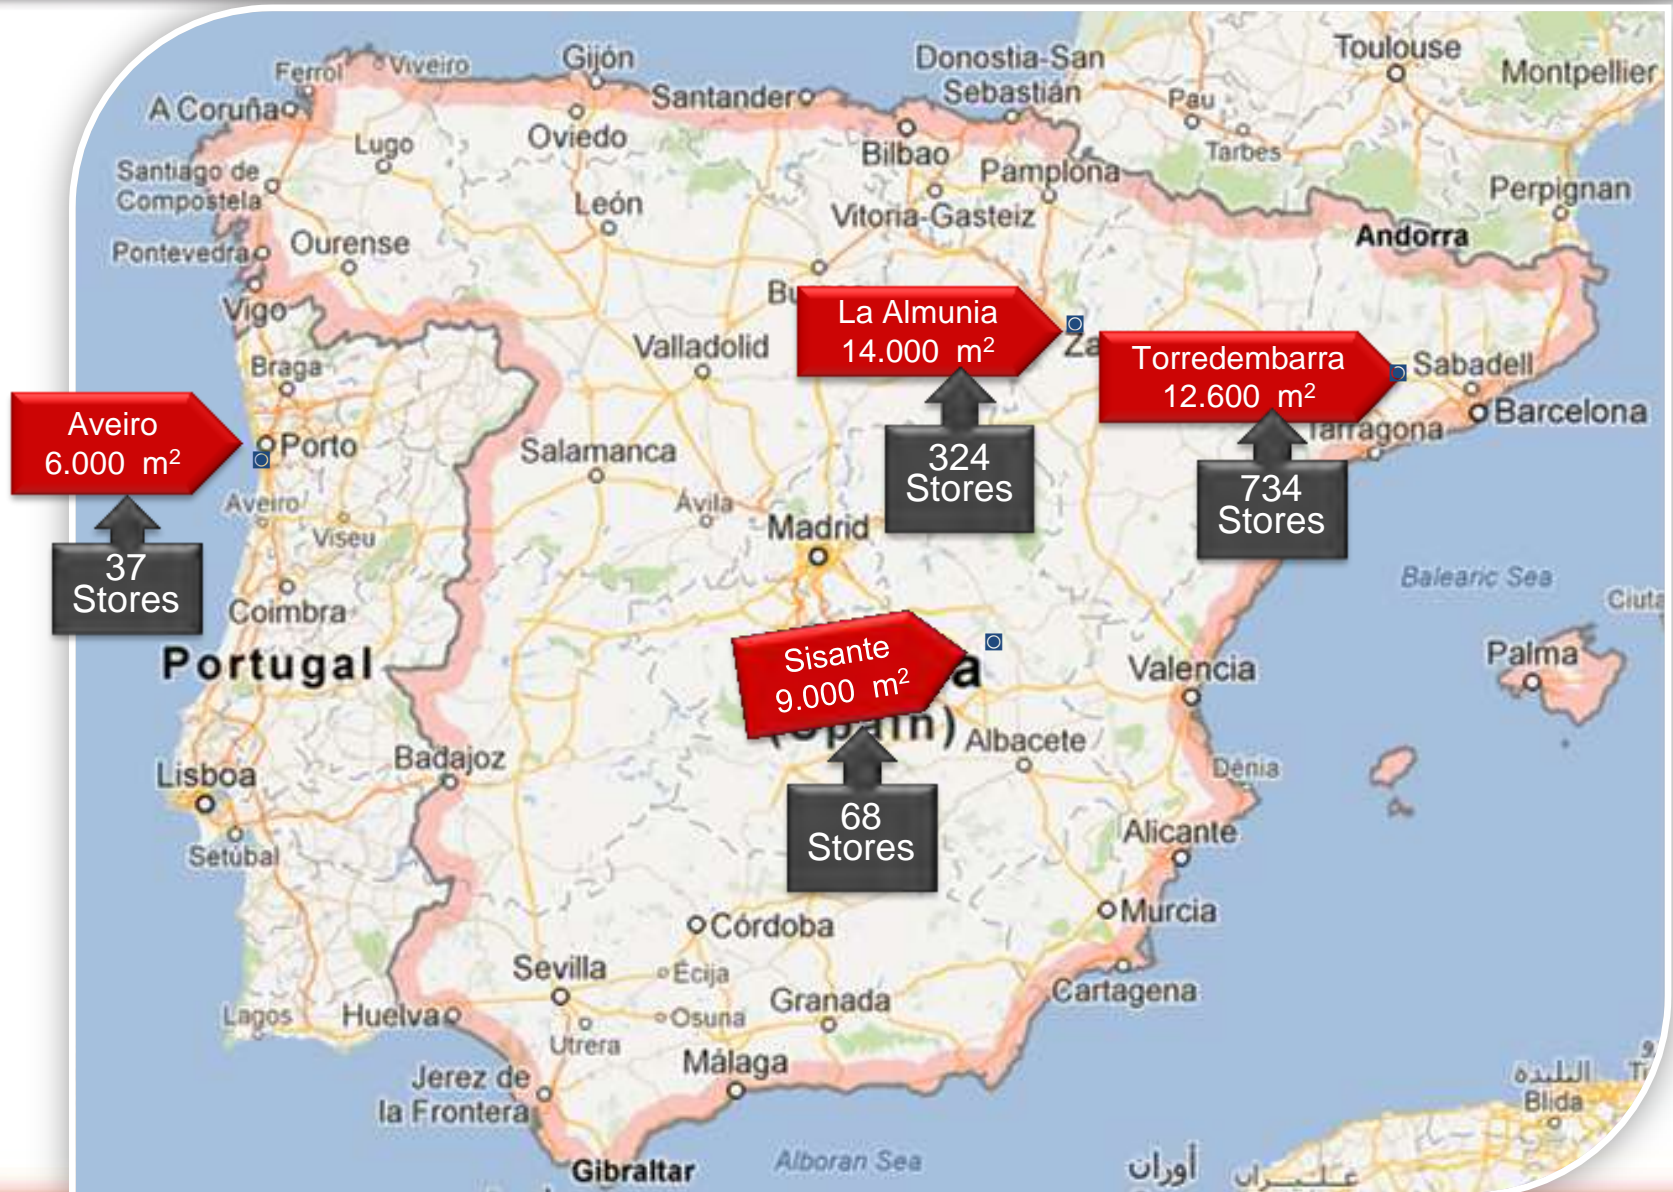 Toulouse
Montpellier
Gijón
Donostia-San
Sebastián
Ferrol
Viveiro
Santander
A Coruña
Pau
Oviedo
Lugo
Bilbao
Tarbes
Pamplona
Santiago de
Compostela
León
Vitoria-Gasteiz
Perpignan
Andorra
Pontevedra
Ourense
Vigo
La Almunia
14.000 m²
Valladolid
Za
Torredembarra
12.600 m²
Sabadell
Braga
Barcelona
Aveiro
6.000 m²
Porto
Salamanca
Tarragona
324
Stores
734
Stores
Aveiro
Viseu
Ávila
Madrid
37
Stores
Coimbra
Balearic Sea
Ciuta
Portugal
Sisante
9.000 m²
a
(Spain)
Valencia
Palma
Albacete
Badajoz
Lisboa
Dénia
68
Stores
Setúbal
Alicante
Murcia
Córdoba
Sevilla
Écija
Cartagena
Granada
Lagos
Huelva
Osuna
Utrera
Málaga
Jerez de
la Frontera
البليدة
Blida
Alboran Sea
Gibraltar
أوران